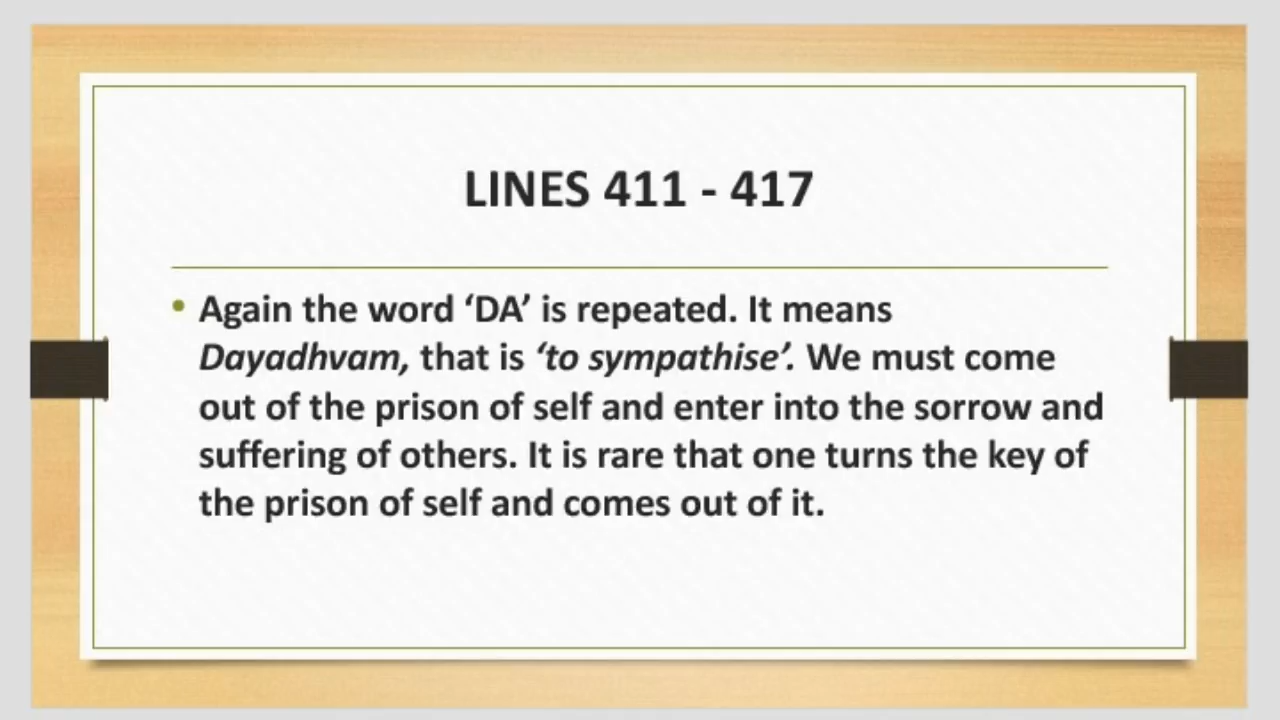 LINES 411 - 417
• Again the word ‘DA’ is repeated. It means
Dayadhvam, that is ‘to sympathise’. We must come
out of the prison of self and enter into the sorrow and
suffering of others. It is rare that one turns the key of
the prison of self and comes out of it.